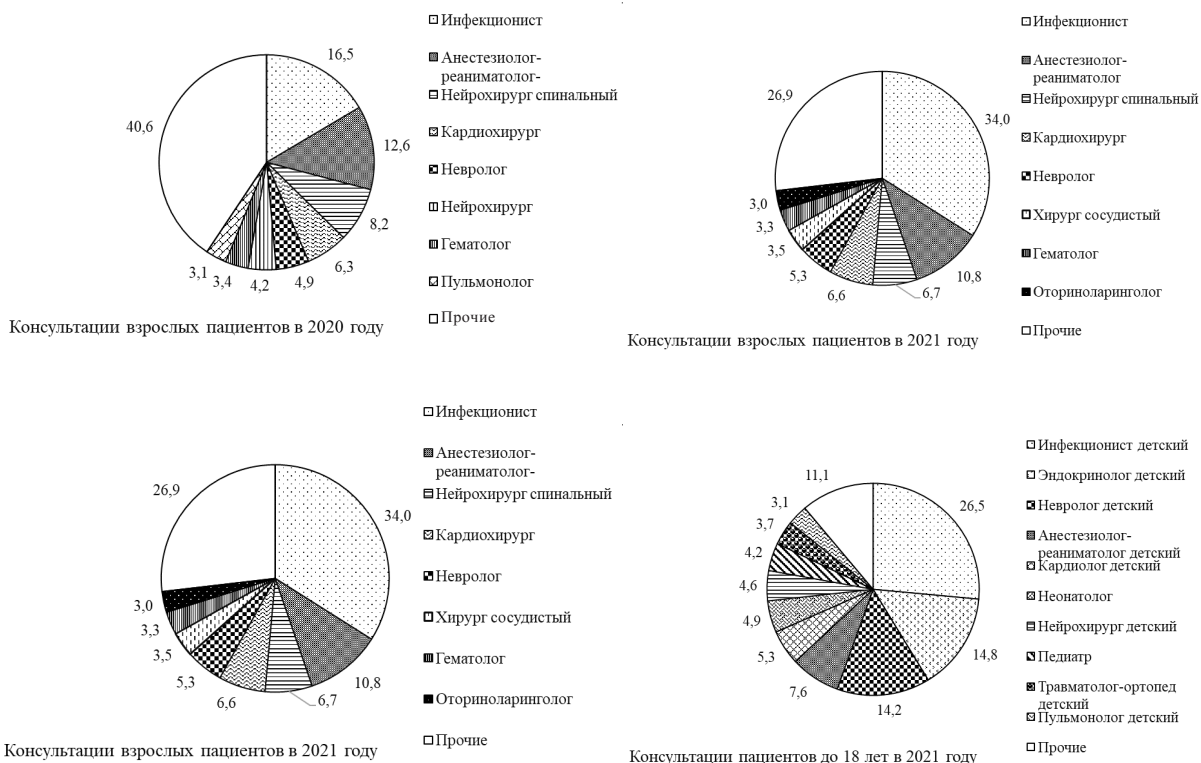 16,5
12,6
8,2
6,3
4,9
4,2
3,4
3,1
40,6
Инфекционист
Анестезиолог-
реаниматолог-
Нейрохирург спинальный
Кардиохирург
Невролог
Нейрохирург
Гематолог
Пульмонолог
Прочие
Консультации взрослых пациентов в 2020 году
34,0
10,8
6,7
6,6
5,3
3,5
3,3
3,0
26,9
Инфекционист
Анестезиолог-
реаниматолог
Нейрохирург спинальный
Кардиохирург
Невролог
Хирург сосудистый
Гематолог
Оториноларинголог
Прочие
Консультации взрослых пациентов в 2021 году
34,0
10,8
6,7
6,6
5,3
3,5
3,3
3,0
26,9
Инфекционист
Анестезиолог-
реаниматолог-
Нейрохирург спинальный
Кардиохирург
Невролог
Хирург сосудистый
Гематолог
Оториноларинголог
Прочие
Консультации взрослых пациентов в 2021 году
26,5
14,8
14,2
7,6
5,3
4,9
4,6
4,2
3,7
3,1
11,1
Инфекционист детский
Эндокринолог детский
Невролог детский
Анестезиолог-
реаниматолог детский
Кардиолог детский
Неонатолог
Нейрохирург детский
Педиатр
Травматолог-ортопед
детский
Пульмонолог детский
Прочие
Консультации пациентов до 18 лет в 2021 году